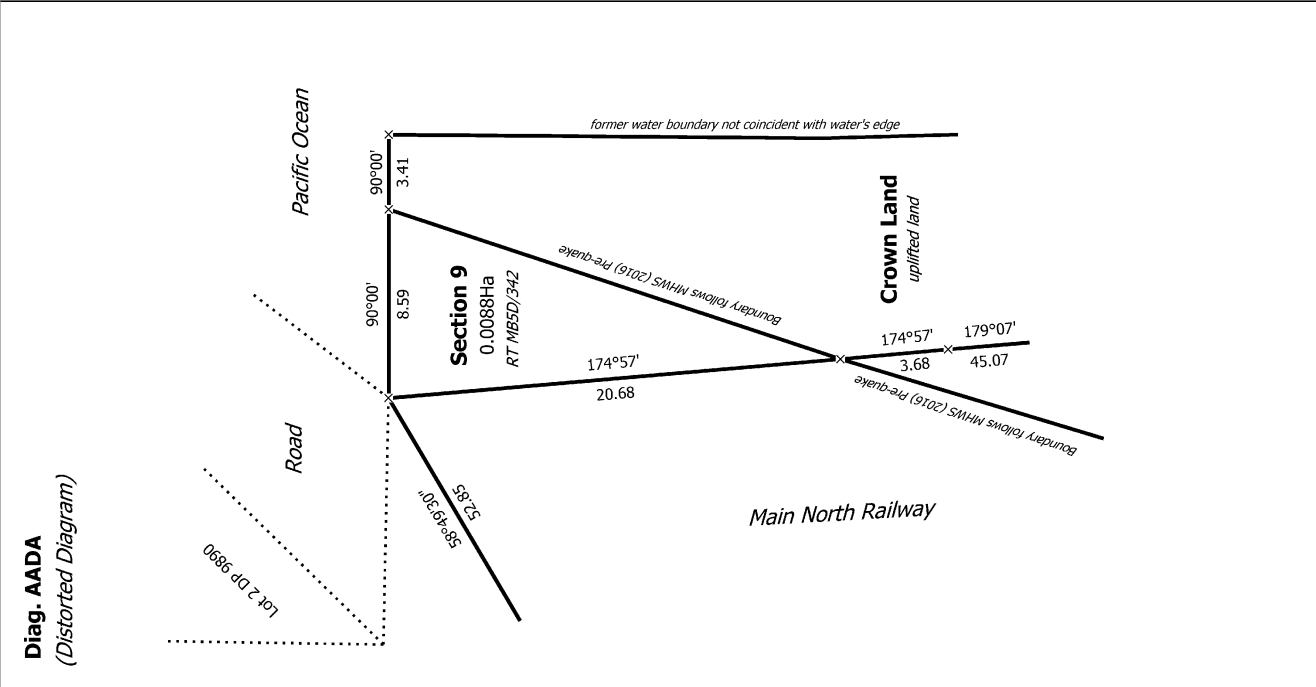 Diag. AADA
(Distorted Diagram)
Pacific Ocean
Road
Lot 2 DP 9890
former water boundary not coincident with water's edge
90°00'
3.41
90°00'
8.59
Section 9
0.0088Ha
RT MB5D/342
Boundary follows MHWS (2016) Pre-quake
Crown Land
uplifted land
174°57'
20.68
174°57'
3.68
179°07'
45.07
Boundary follows MHWS (2016) Pre-quake
52.85
58°49'30"
Main North Railway